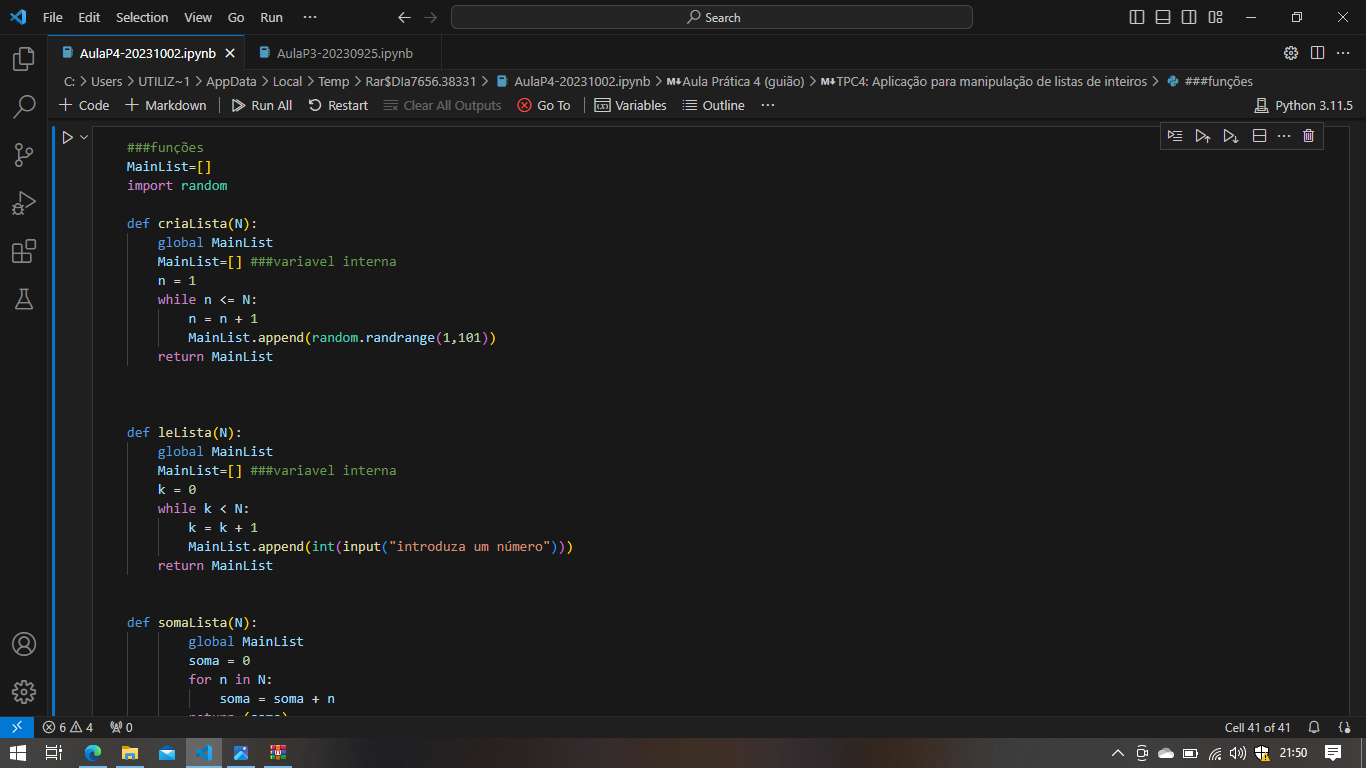 File Edit Selection View Go Run ··· Search
AulaP4-20231002.ipynb AulaP3-20230925.ipynb
C: > Users > UTILIZ~1 > AppData > Local > Temp > Rar$DIa7656.38331 > AulaP4-20231002.ipynb > M↓Aula Prática 4 (guião) > M↓TPC4: Aplicação para manipulação de listas de inteiros > ###funções
+ Code + Markdown Run All Restart Clear All Outputs Go To Variables Outline ··· Python 3.11.5
###funções
MainList=[]
import random
def criaLista(N):
global MainList
MainList=[] ###variavel interna
n = 1
while n <= N:
n = n + 1
MainList.append(random.randrange(1,101))
return MainList
def leLista(N):
global MainList
MainList=[] ###variavel interna
k = 0
while k < N:
k = k + 1
MainList.append(int(input("introduza um número")))
return MainList
def somaLista(N):
global MainList
soma = 0
for n in N:
soma = soma + n
return (soma)
6 4 0 Cell 41 of 41
21:50